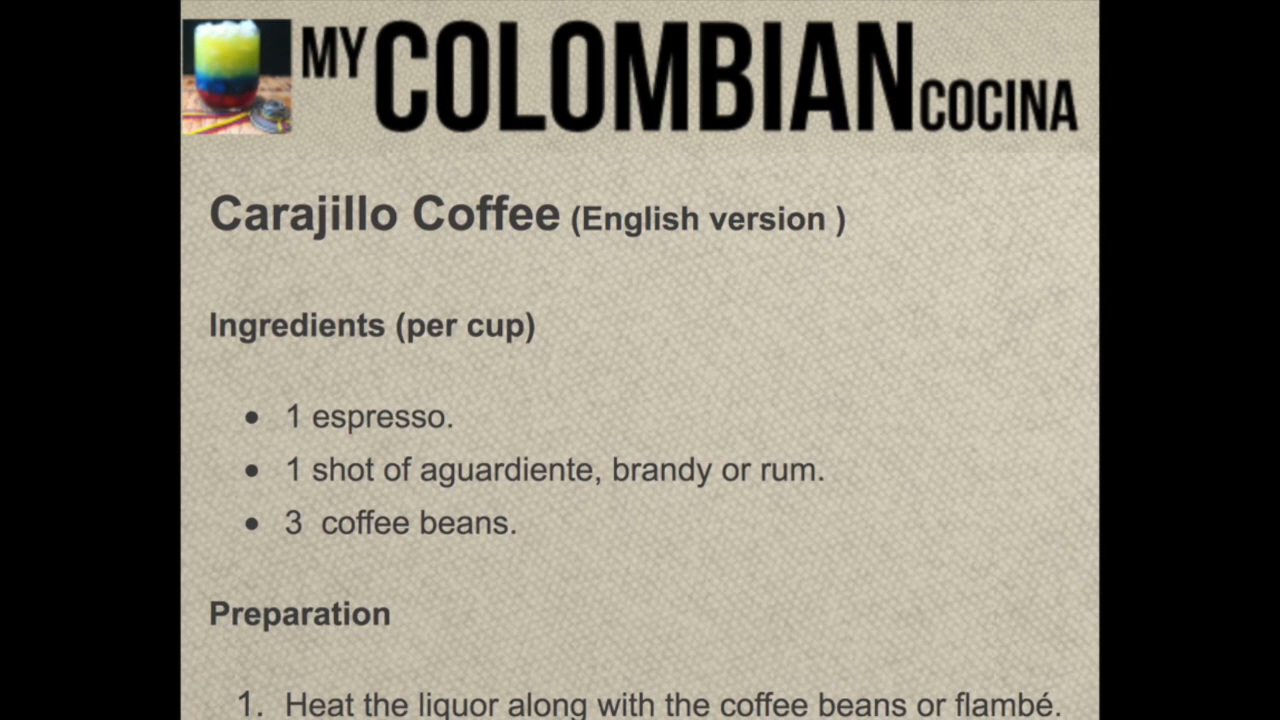 MY COLOMBIAN COCINA
Carajillo Coffee (English version )
Ingredients (per cup)
• 1 espresso.
• 1 shot of aguardiente, brandy or rum.
• 3 coffee beans.
Preparation
1. Heat the liquor along with the coffee beans or flambé.